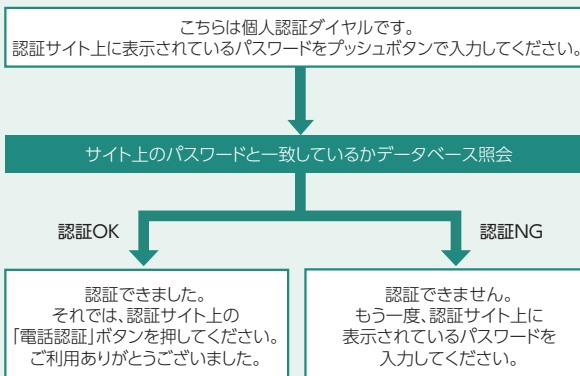 こちらは個人認証ダイヤルです。
認証サイト上に表示されているパスワードをプッシュボタンで入力してください。
サイト上のパスワードと一致しているかデータベース照会
認証OK
認証NG
認証できました。
それでは、認証サイト上の
「電話認証」ボタンを押してください。
ご利用ありがとうございました。
認証できません。
もう一度、認証サイト上に
表示されているパスワードを
入力してください。